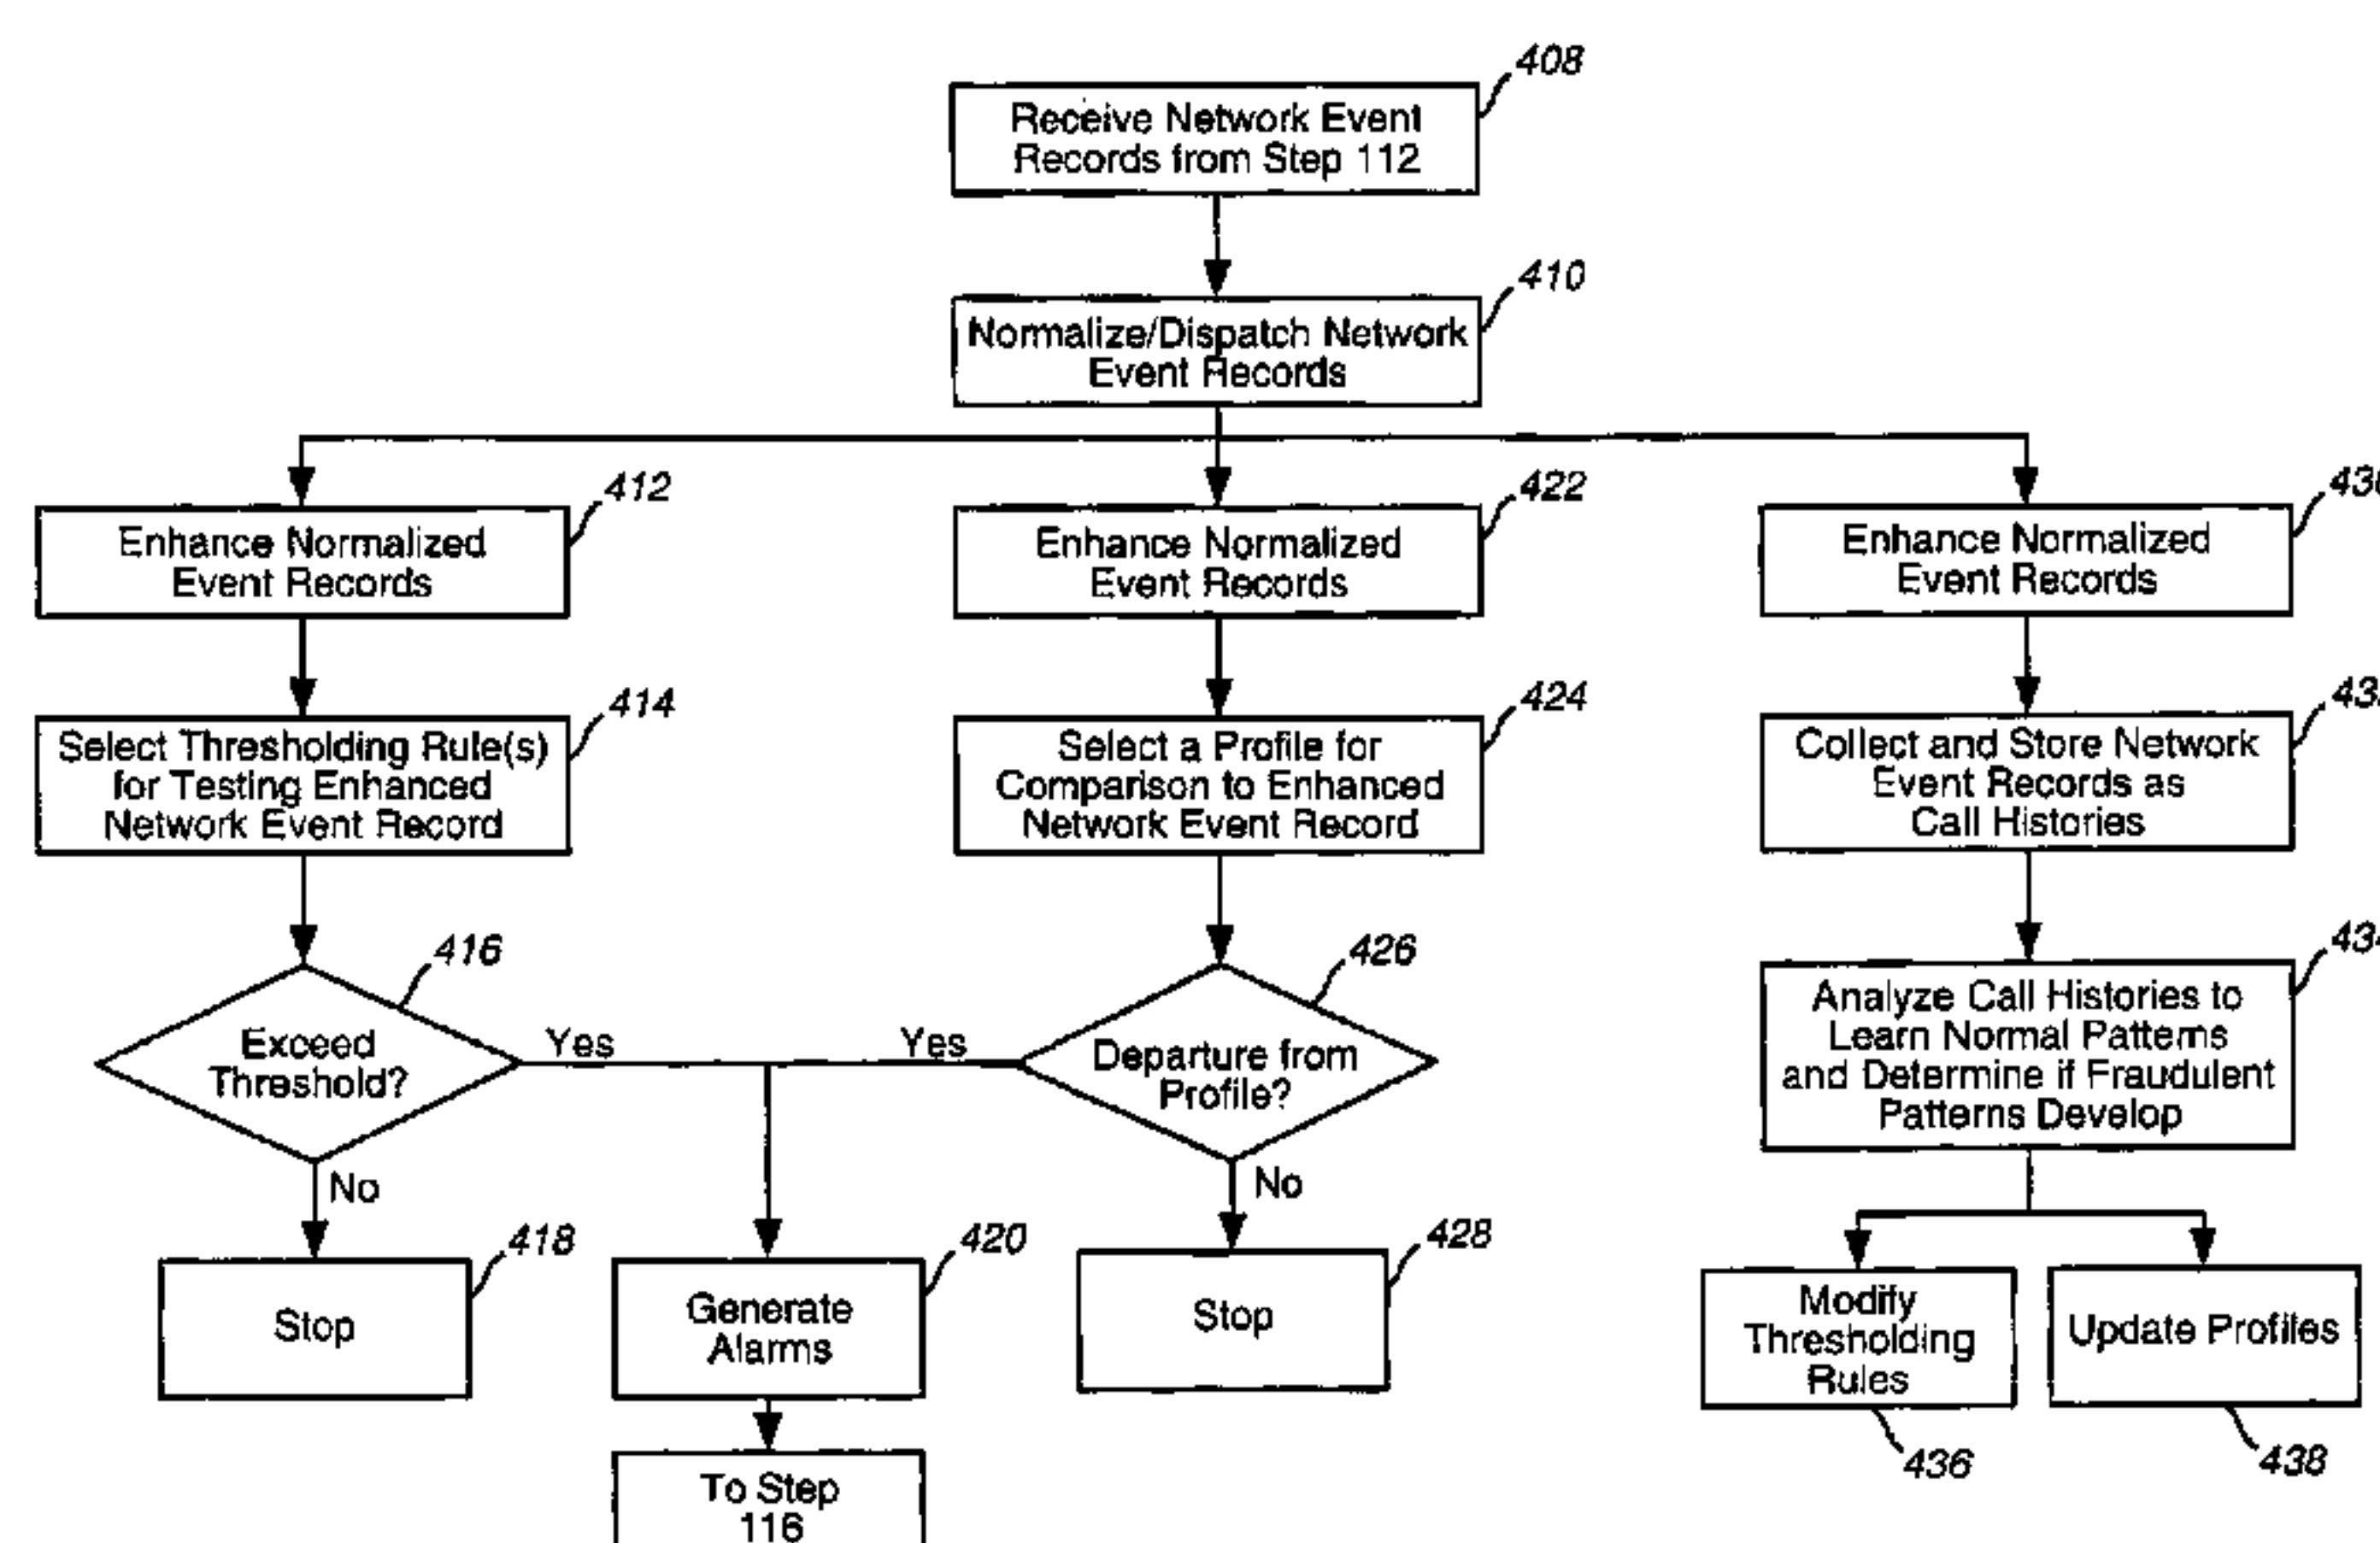 408
Receive Network Event
Records from Step 112
410
Normalize/Dispatch Network
Event Records
412
Enhance Normalized
Event Records
422
Enhance Normalized
Event Records
Enhance Normalized
Event Records
414
Select Thresholding Rule(s)
for Testing Enhanced
Network Event Record
424
Select a Profile for
Comparison to Enhanced
Network Event Record
Collect and Store Network
Event Records as
Call Histories
416
Exceed
Threshold?
Yes
No
426
Departure from
Profile?
Yes
No
Analyze Call Histories to
Learn Normal Patterns
and Determine if Fraudulent
Patterns Develop
418
Stop
420
Generate
Alarms
428
Stop
Modify
Thresholding
Rules
436
Update Profiles
438
To Step
116